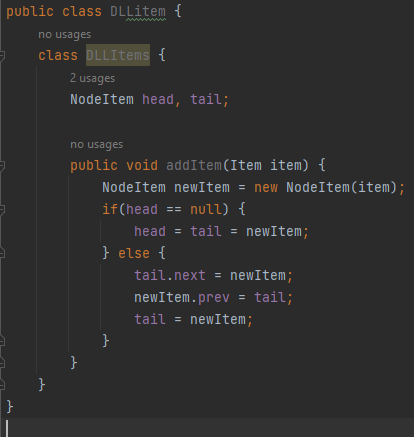 public class DLLitem {
no usages
class DLLItems {
2 usages
NodeItem head, tail;
no usages
public void addItem(Item item) {
NodeItem newItem = new NodeItem(item);
if(head == null) {
head = tail = newItem;
} else {
tail.next = newItem;
newItem.prev = tail;
tail = newItem;
}
}
}
}